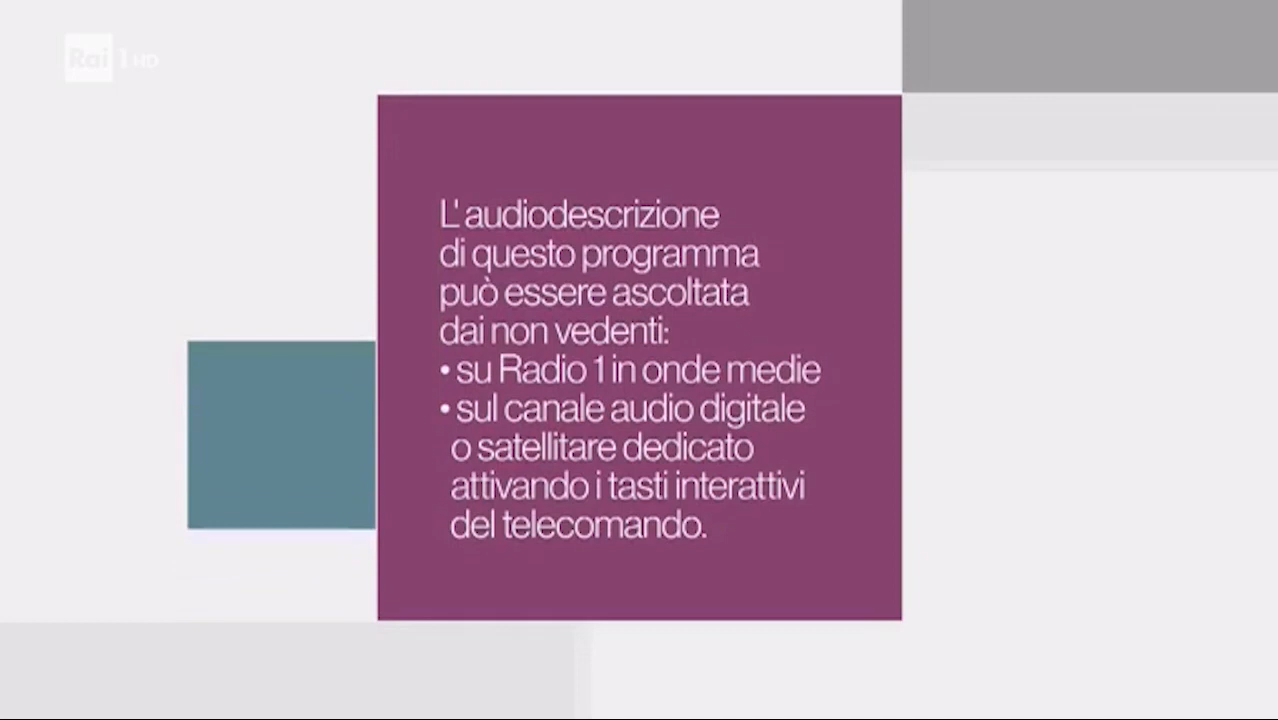 Rai 1 HD
L'audiodescrizione
di questo programma
può essere ascoltata
dai non vedenti:
• su Radio 1 in onde medie
• sul canale audio digitale
o satellitare dedicato
attivando i tasti interattivi
del telecomando.